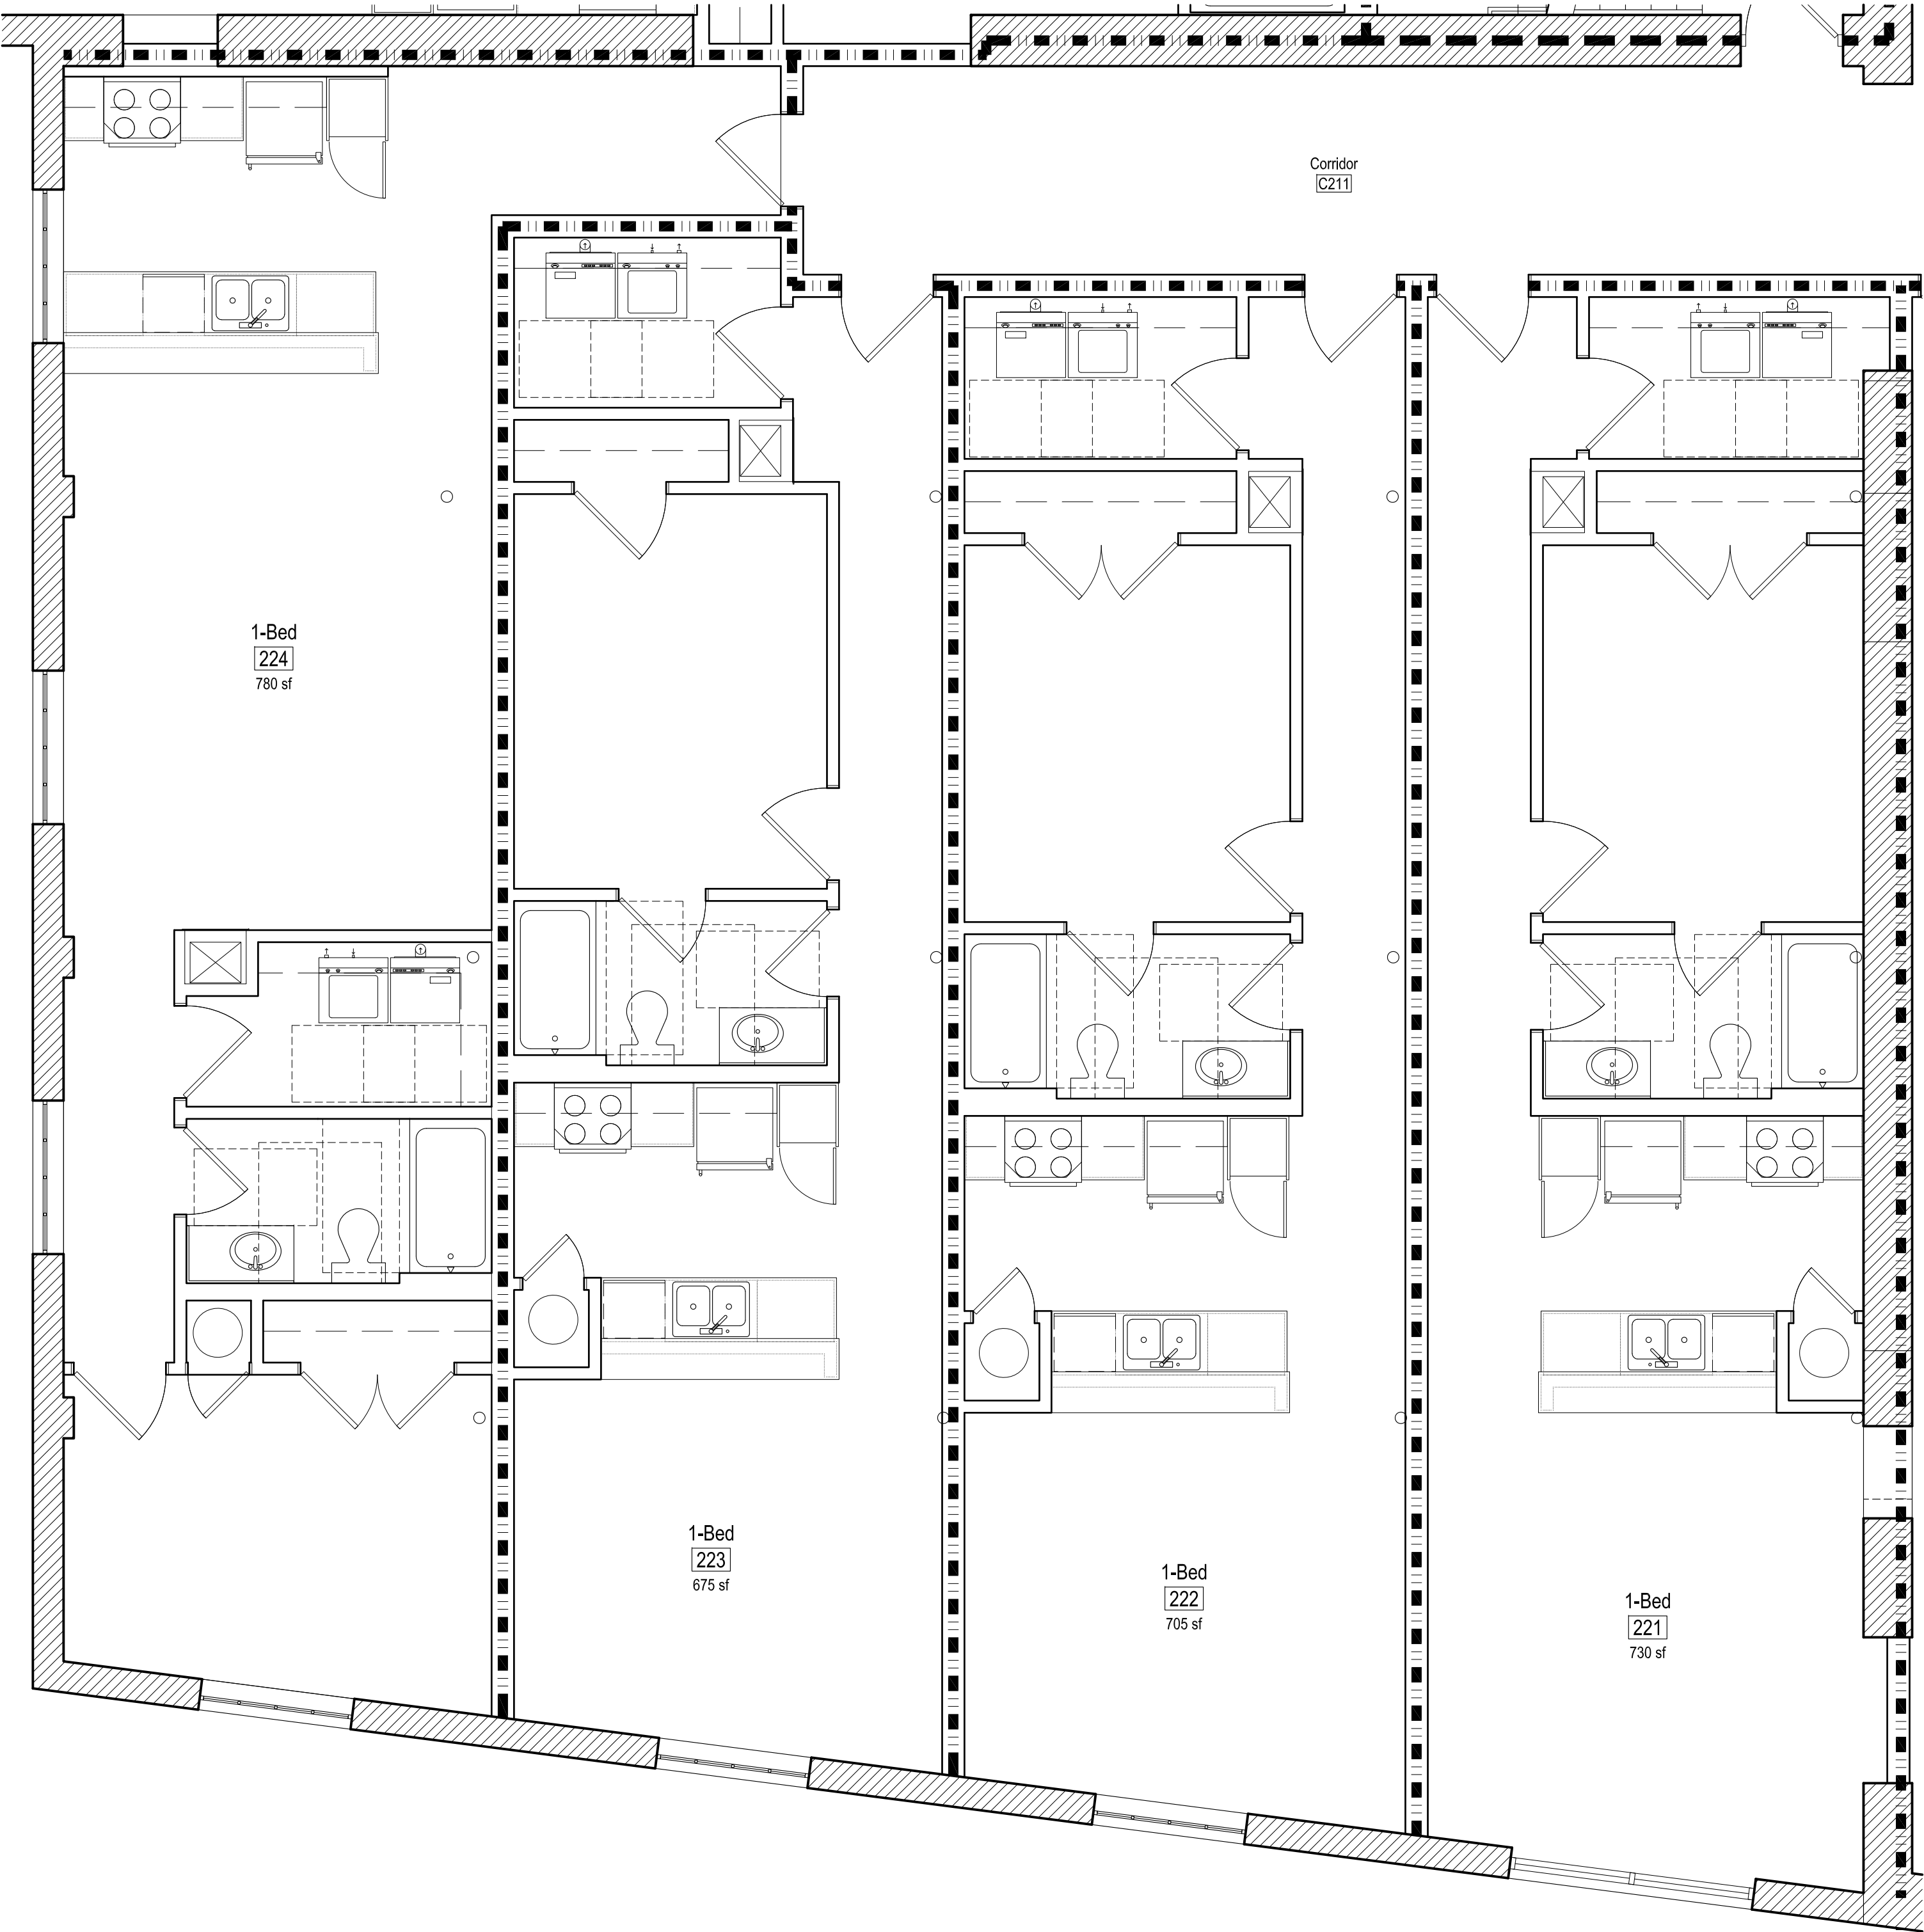 Corridor
C211
1-Bed
224
780 sf
1-Bed
223
675 sf
1-Bed
222
705 sf
1-Bed
221
730 sf